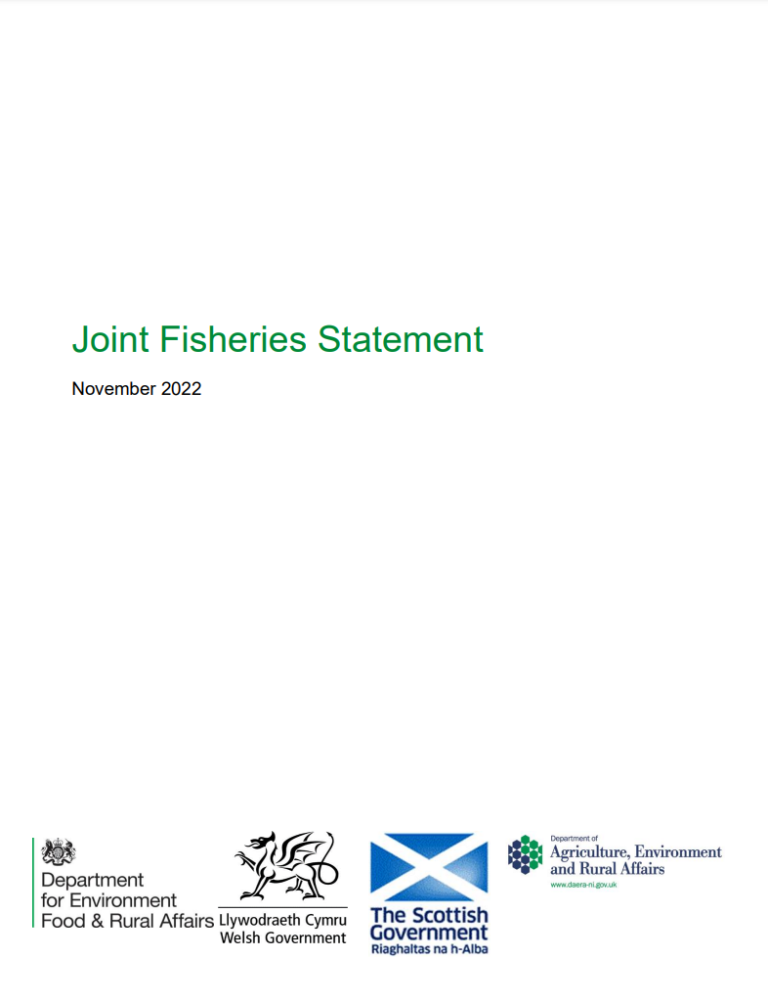 Joint Fisheries Statement
November 2022
Department
for Environment
Food & Rural Affairs
Llywodraeth Cymru
Welsh Government
The Scottish
Government
Riaghaltas na h-Alba
Department of
Agriculture, Environment
and Rural Affairs
www.daera-ni.gov.uk